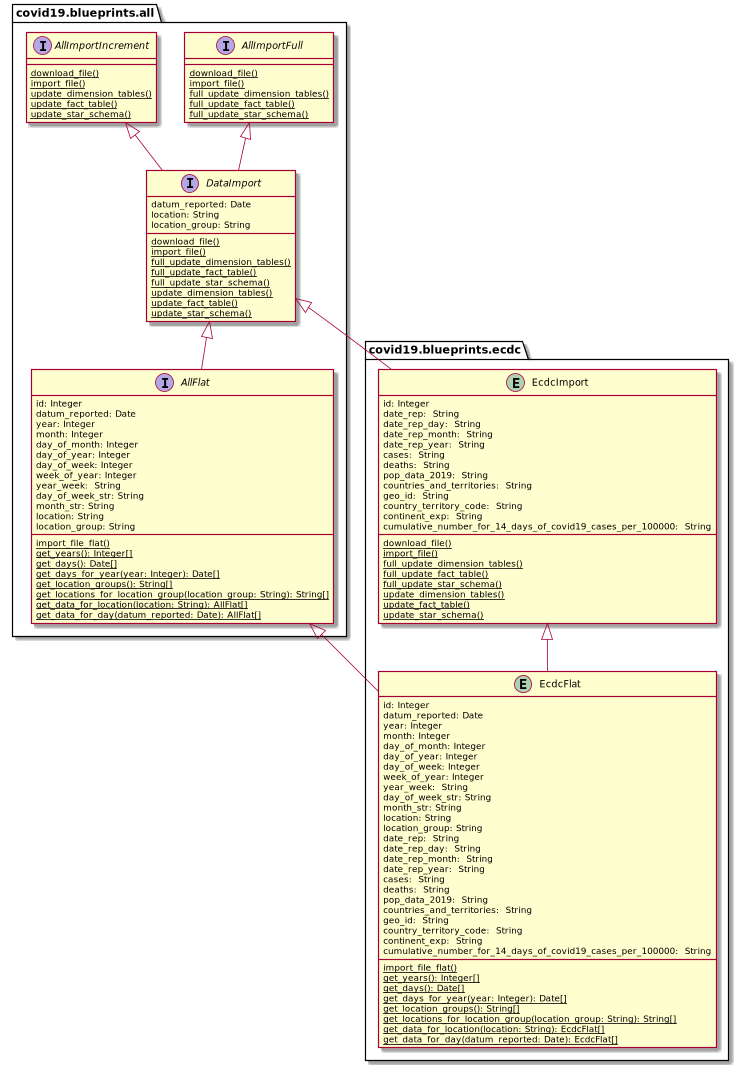 covid19.blueprints.all
I AllImportIncrement
download_file()
import_file()
update_dimension_tables()
update_fact_table()
update_star_schema()
I AllImportFull
download_file()
import_file()
full_update_dimension_tables()
full_update_fact_table()
full_update_star_schema()
I DataImport
datum_reported: Date
location: String
location_group: String
download_file()
import_file()
full_update_dimension_tables()
full_update_fact_table()
full_update_star_schema()
update_dimension_tables()
update_fact_table()
update_star_schema()
I AllFlat
id: Integer
datum_reported: Date
year: Integer
month: Integer
day_of_month: Integer
day_of_year: Integer
day_of_week: Integer
week_of_year: Integer
year_week: String
day_of_week_str: String
month_str: String
location: String
location_group: String
import_file_flat()
get_years(): Integer[]
get_days(): Date[]
get_days_for_year(year: Integer): Date[]
get_location_groups(): String[]
get_locations_for_location_group(location_group: String): String[]
get_data_for_location(location: String): AllFlat[]
get_data_for_day(datum_reported: Date): AllFlat[]
covid19.blueprints.ecdc
E EcdcImport
id: Integer
date_rep: String
date_rep_day: String
date_rep_month: String
date_rep_year: String
cases: String
deaths: String
pop_data_2019: String
countries_and_territories: String
geo_id: String
country_territory_code: String
continent_exp: String
cumulative_number_for_14_days_of_covid19_cases_per_100000: String
download_file()
import_file()
full_update_dimension_tables()
full_update_fact_table()
full_update_star_schema()
update_dimension_tables()
update_fact_table()
update_star_schema()
E EcdcFlat
id: Integer
datum_reported: Date
year: Integer
month: Integer
day_of_month: Integer
day_of_year: Integer
day_of_week: Integer
week_of_year: Integer
year_week: String
day_of_week_str: String
month_str: String
location: String
location_group: String
date_rep: String
date_rep_day: String
date_rep_month: String
date_rep_year: String
cases: String
deaths: String
pop_data_2019: String
countries_and_territories: String
geo_id: String
country_territory_code: String
continent_exp: String
cumulative_number_for_14_days_of_covid19_cases_per_100000: String
import_file_flat()
get_years(): Integer[]
get_days(): Date[]
get_days_for_year(year: Integer): Date[]
get_location_groups(): String[]
get_locations_for_location_group(location_group: String): String[]
get_data_for_location(location: String): EcdcFlat[]
get_data_for_day(datum_reported: Date): EcdcFlat[]